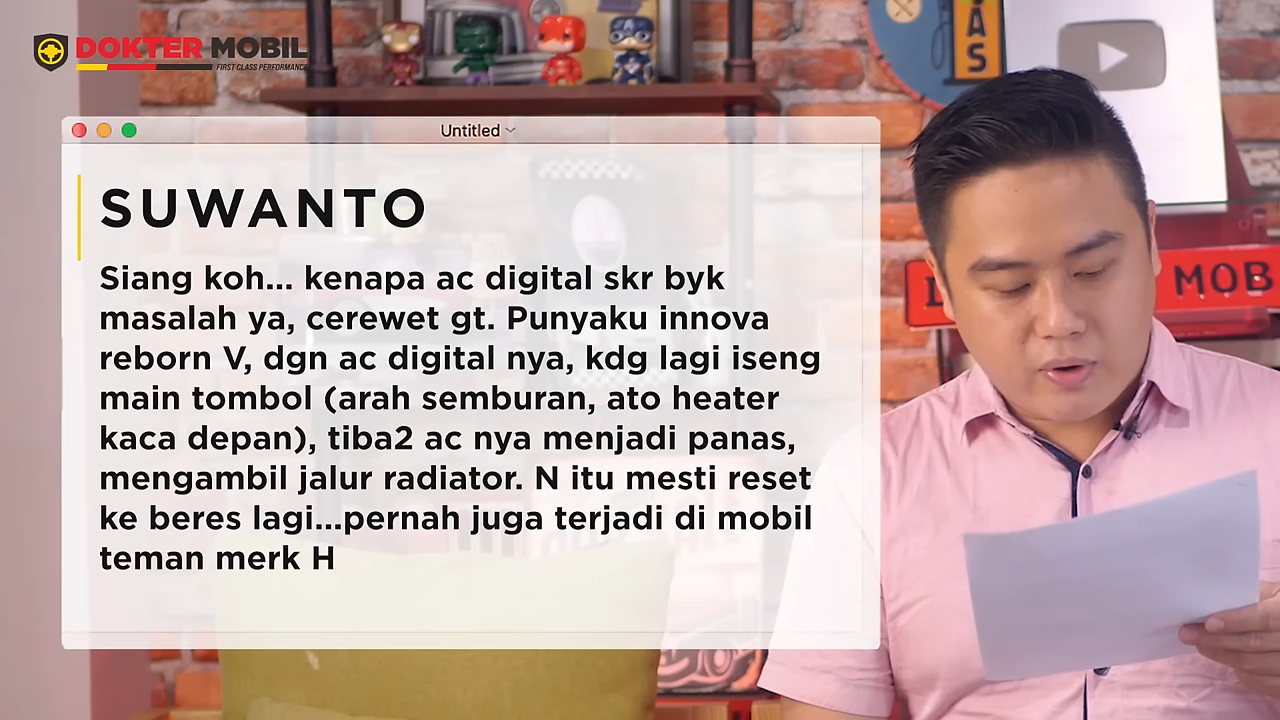 DOKTER MOBIL
FIRST CLASS PERFORMANCE
Untitled
SUWANTO
Siang koh... kenapa ac digital skr byk
masalah ya, cerewet gt. Punyaku innova
reborn V, dgn ac digital nya, kdg lagi iseng
main tombol (arah semburan, ato heater
kaca depan), tiba2 ac nya menjadi panas,
mengambil jalur radiator. N itu mesti reset
ke beres lagi...pernah juga terjadi di mobil
teman merk H
AS
MOB